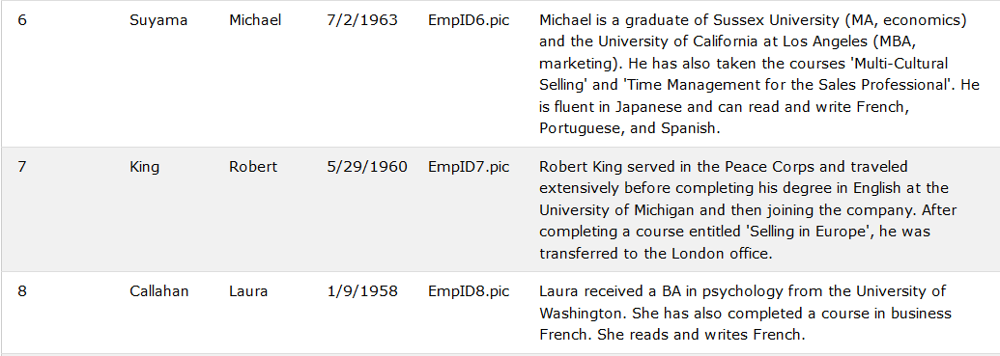 6 Suyama Michael 7/2/1963 EmpID6.pic Michael is a graduate of Sussex University (MA, economics)
and the University of California at Los Angeles (MBA,
marketing). He has also taken the courses 'Multi-Cultural
Selling' and 'Time Management for the Sales Professional'. He
is fluent in Japanese and can read and write French,
Portuguese, and Spanish.
7 King Robert 5/29/1960 EmpID7.pic Robert King served in the Peace Corps and traveled
extensively before completing his degree in English at the
University of Michigan and then joining the company. After
completing a course entitled 'Selling in Europe', he was
transferred to the London office.
8 Callahan Laura 1/9/1958 EmpID8.pic Laura received a BA in psychology from the University of
Washington. She has also completed a course in business
French. She reads and writes French.